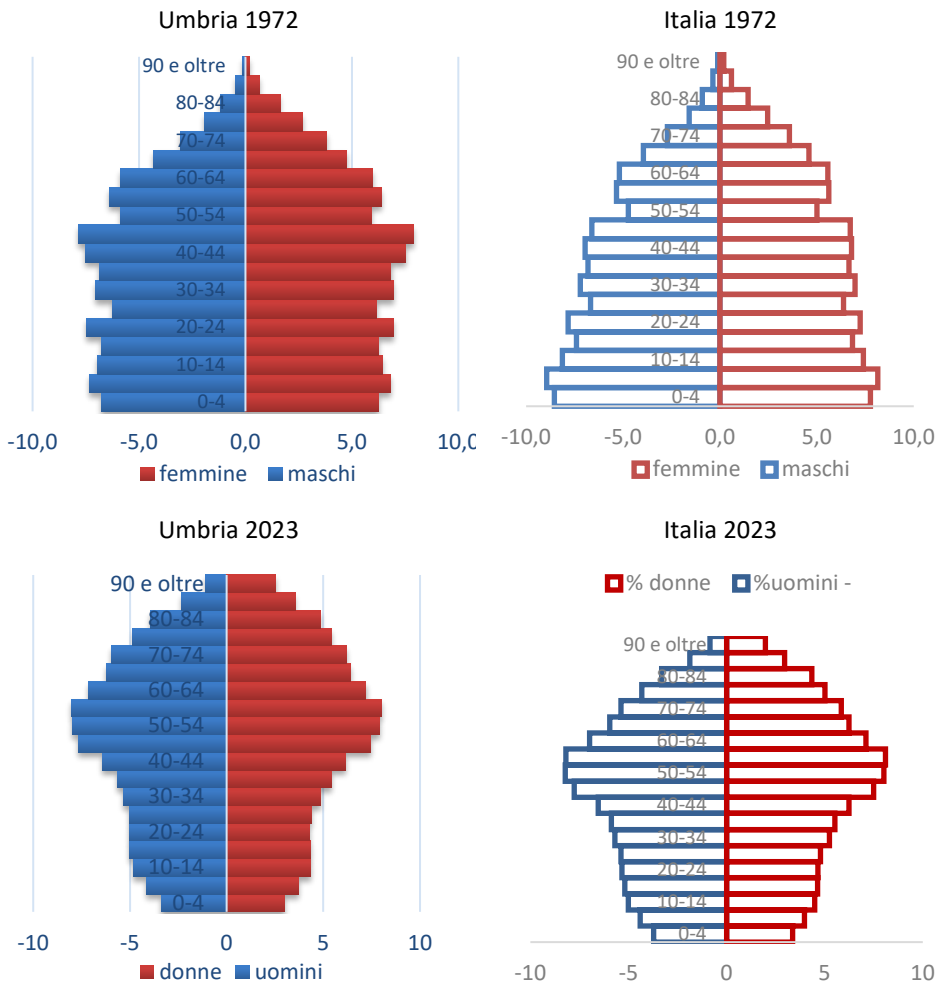 Umbria 1972
90 e oltre
80-84
70-74
60-64
50-54
40-44
30-34
20-24
10-14
0-4
-10,0 -5,0 0,0 5,0 10,0
femmine maschi
Italia 1972
90 e oltre
80-84
70-74
60-64
50-54
40-44
30-34
20-24
10-14
0-4
-10,0 -5,0 0,0 5,0 10,0
femmine maschi
Umbria 2023
90 e oltre
80-84
70-74
60-64
50-54
40-44
30-34
20-24
10-14
0-4
-10 -5 0 5 10
donne uomini
Italia 2023
% donne %uomini -
90 e oltre
80-84
70-74
60-64
50-54
40-44
30-34
20-24
10-14
0-4
-10 -5 0 5 10